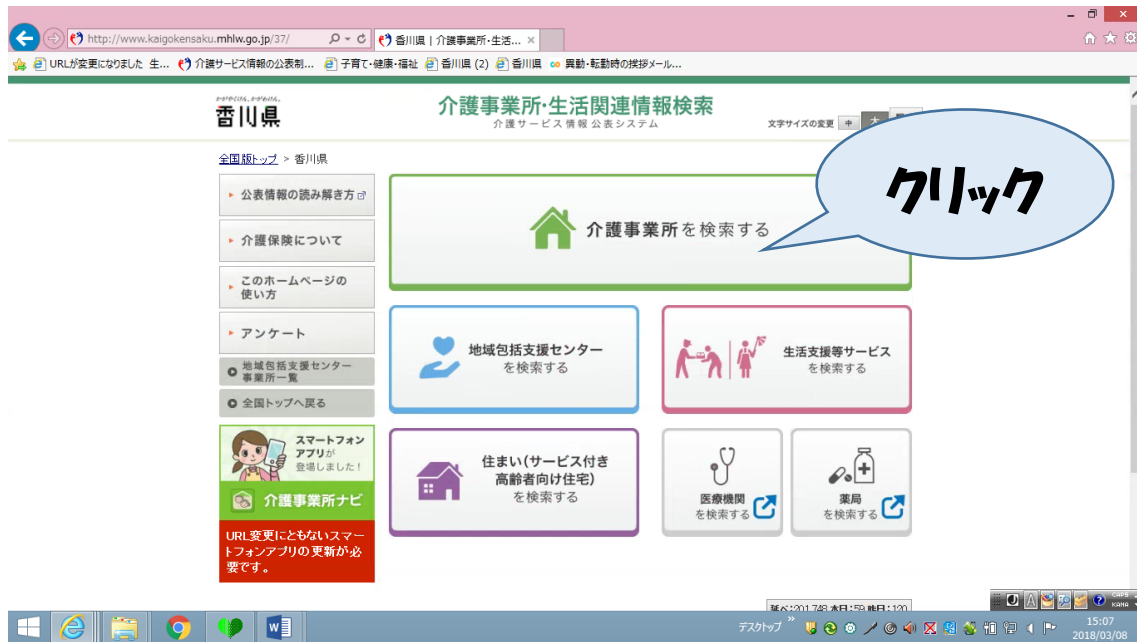 http://www.kaigokensaku.mhlw.go.jp/37/
香川県 | 介護事業所・生活...
URLが変更になりました 生...
介護サービス情報の公表制...
子育て・健康・福祉
香川県 (2)
香川県
異動・転勤時の挨拶メール...
香川県
介護事業所・生活関連情報検索
介護サービス情報公表システム
文字サイズの変更 中 大
全国版トップ > 香川県
クリック
公表情報の読み解き方
介護保険について
このホームページの
使い方
アンケート
地域包括支援センター
事業所一覧
全国トップへ戻る
スマートフォン
アプリが
登場しました!
介護事業所ナビ
URL変更にともないスマー
トフォンアプリの更新が必
要です。
介護事業所を検索する
地域包括支援センター
を検索する
生活支援等サービス
を検索する
住まい(サービス付き
高齢者向け住宅)
を検索する
医療機関
を検索する
薬局
を検索する
延べ:201,748 本日:59 昨日:120
CAPS
KANA
デスクトップ
15:07
2018/03/08